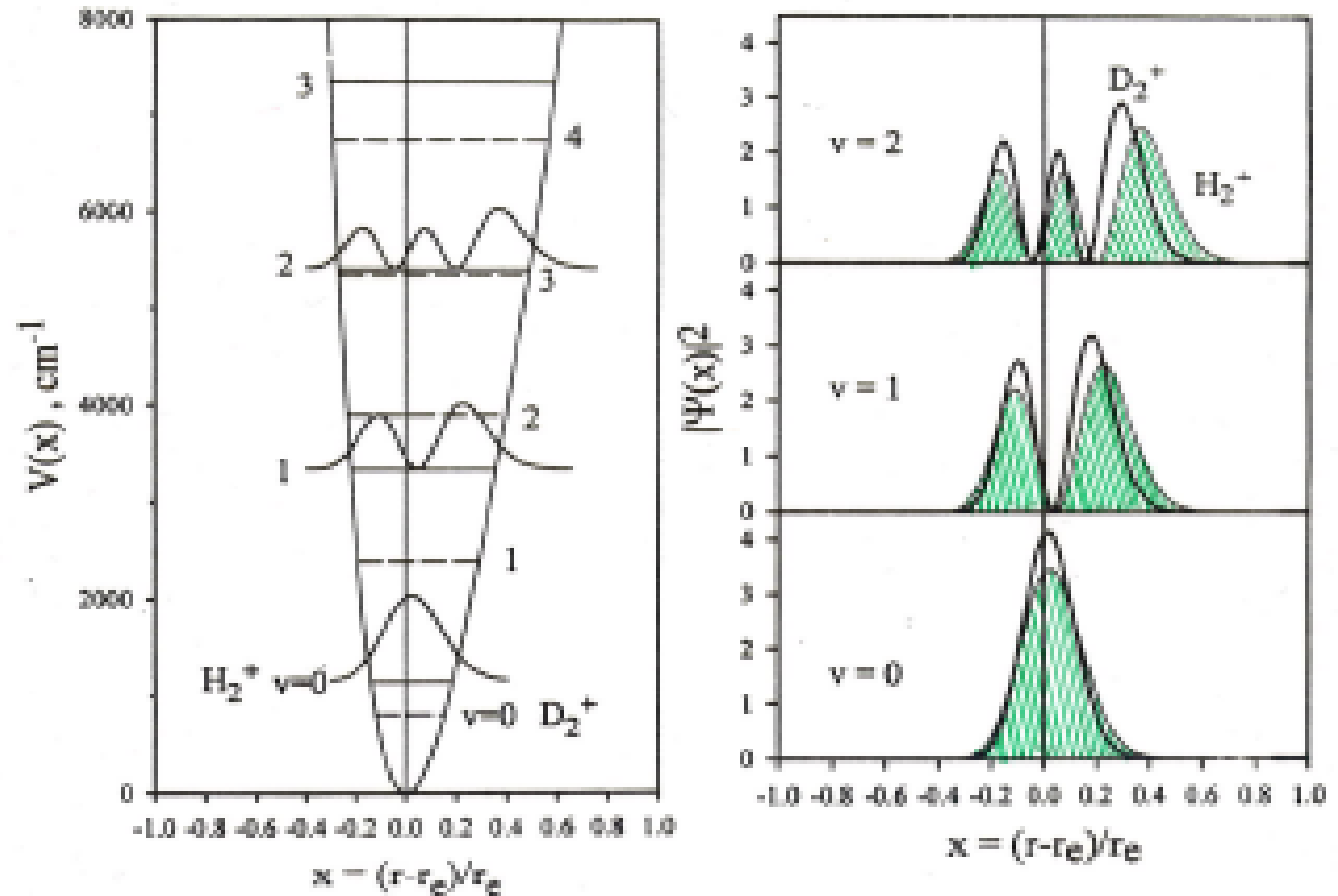 8000
6000
4000
2000
0
V(x) , cm⁻¹
3
4
2
3
2
1
1
H₂⁺ v=0
v=0 D₂⁺
-1.0 -0.8 -0.6 -0.4 -0.2 0.0 0.2 0.4 0.6 0.8 1.0
x = (r-rₑ)/rₑ
|Ψ(x)|²
4
3
2
1
0
v = 2
D₂⁺
H₂⁺
4
3
2
1
0
v = 1
4
3
2
1
0
v = 0
-1.0 -0.8 -0.6 -0.4 -0.2 0.0 0.2 0.4 0.6 0.8 1.0
x = (r-rₑ)/rₑ